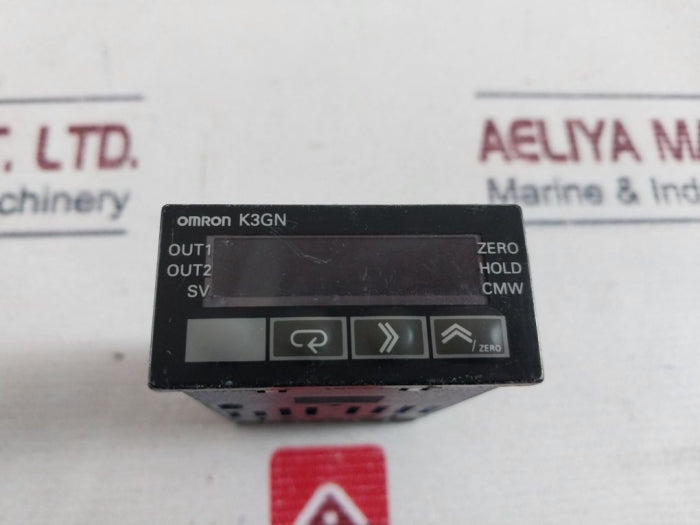 T. LTD.
AELIYA MA
chinery
Marine & Ind
omron K3GN
OUT1
ZERO
OUT2
HOLD
SV
CMW
/ZERO